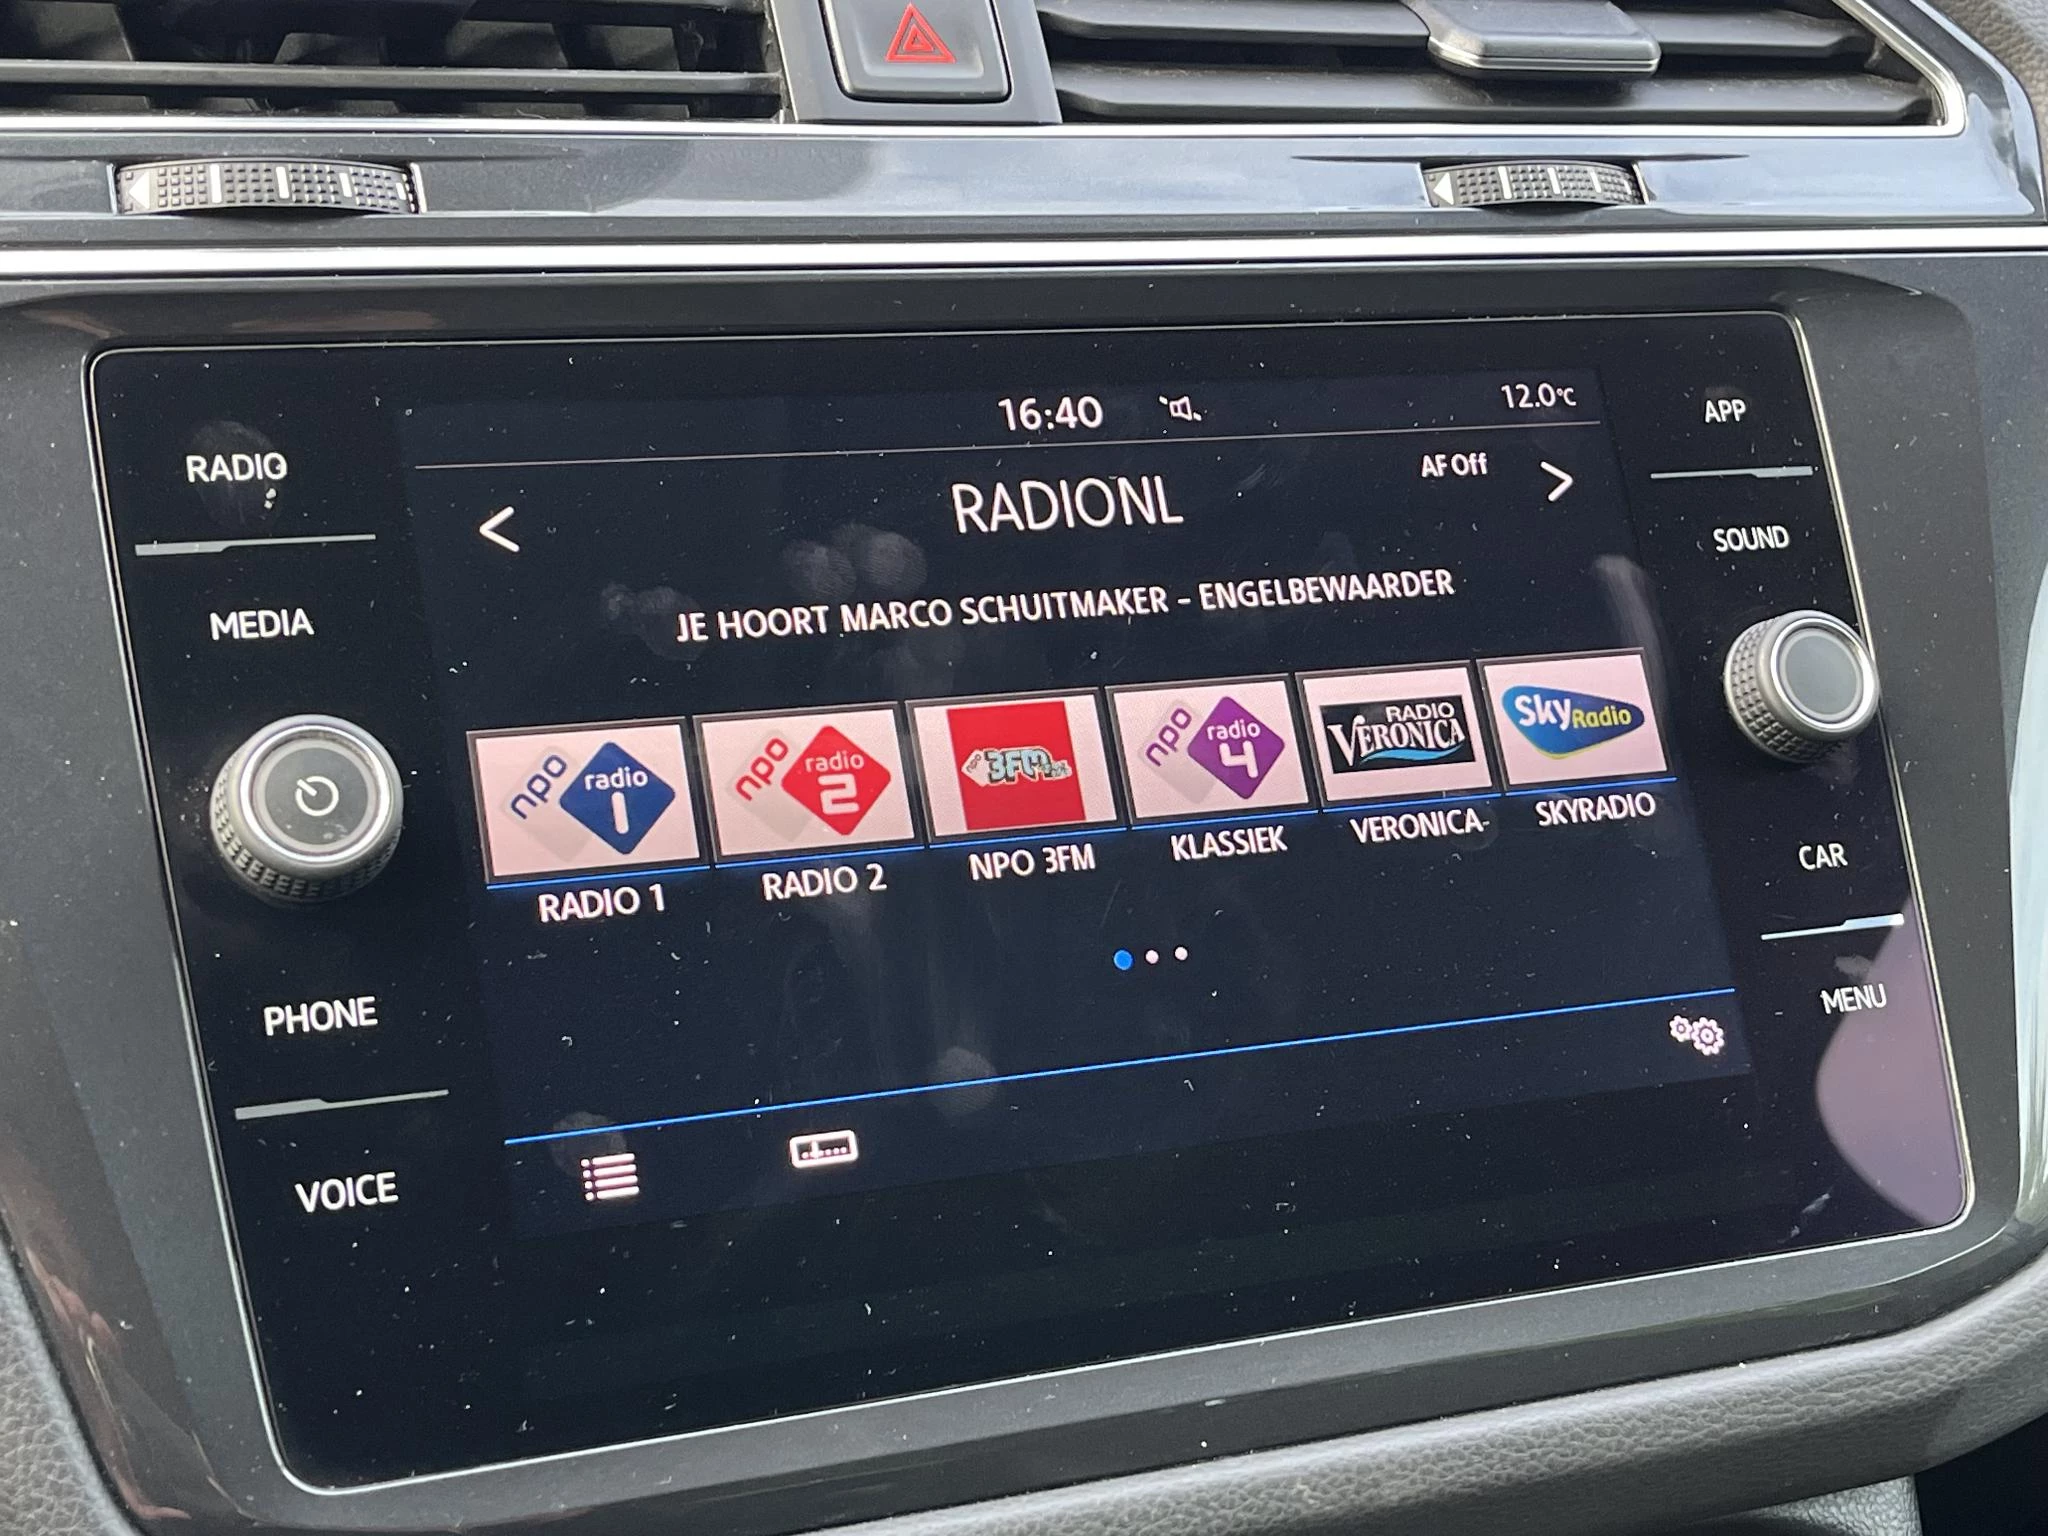 16:40
12.0°C
APP
RADIO
AF Off
< RADIONL >
SOUND
MEDIA
JE HOORT MARCO SCHUITMAKER - ENGELBEWAARDER
npo radio 1
npo radio 2
npo 3FM
npo radio 4
RADIO VERONICA
Sky Radio
RADIO 1
RADIO 2
NPO 3FM
KLASSIEK
VERONICA-
SKYRADIO
CAR
PHONE
MENU
VOICE